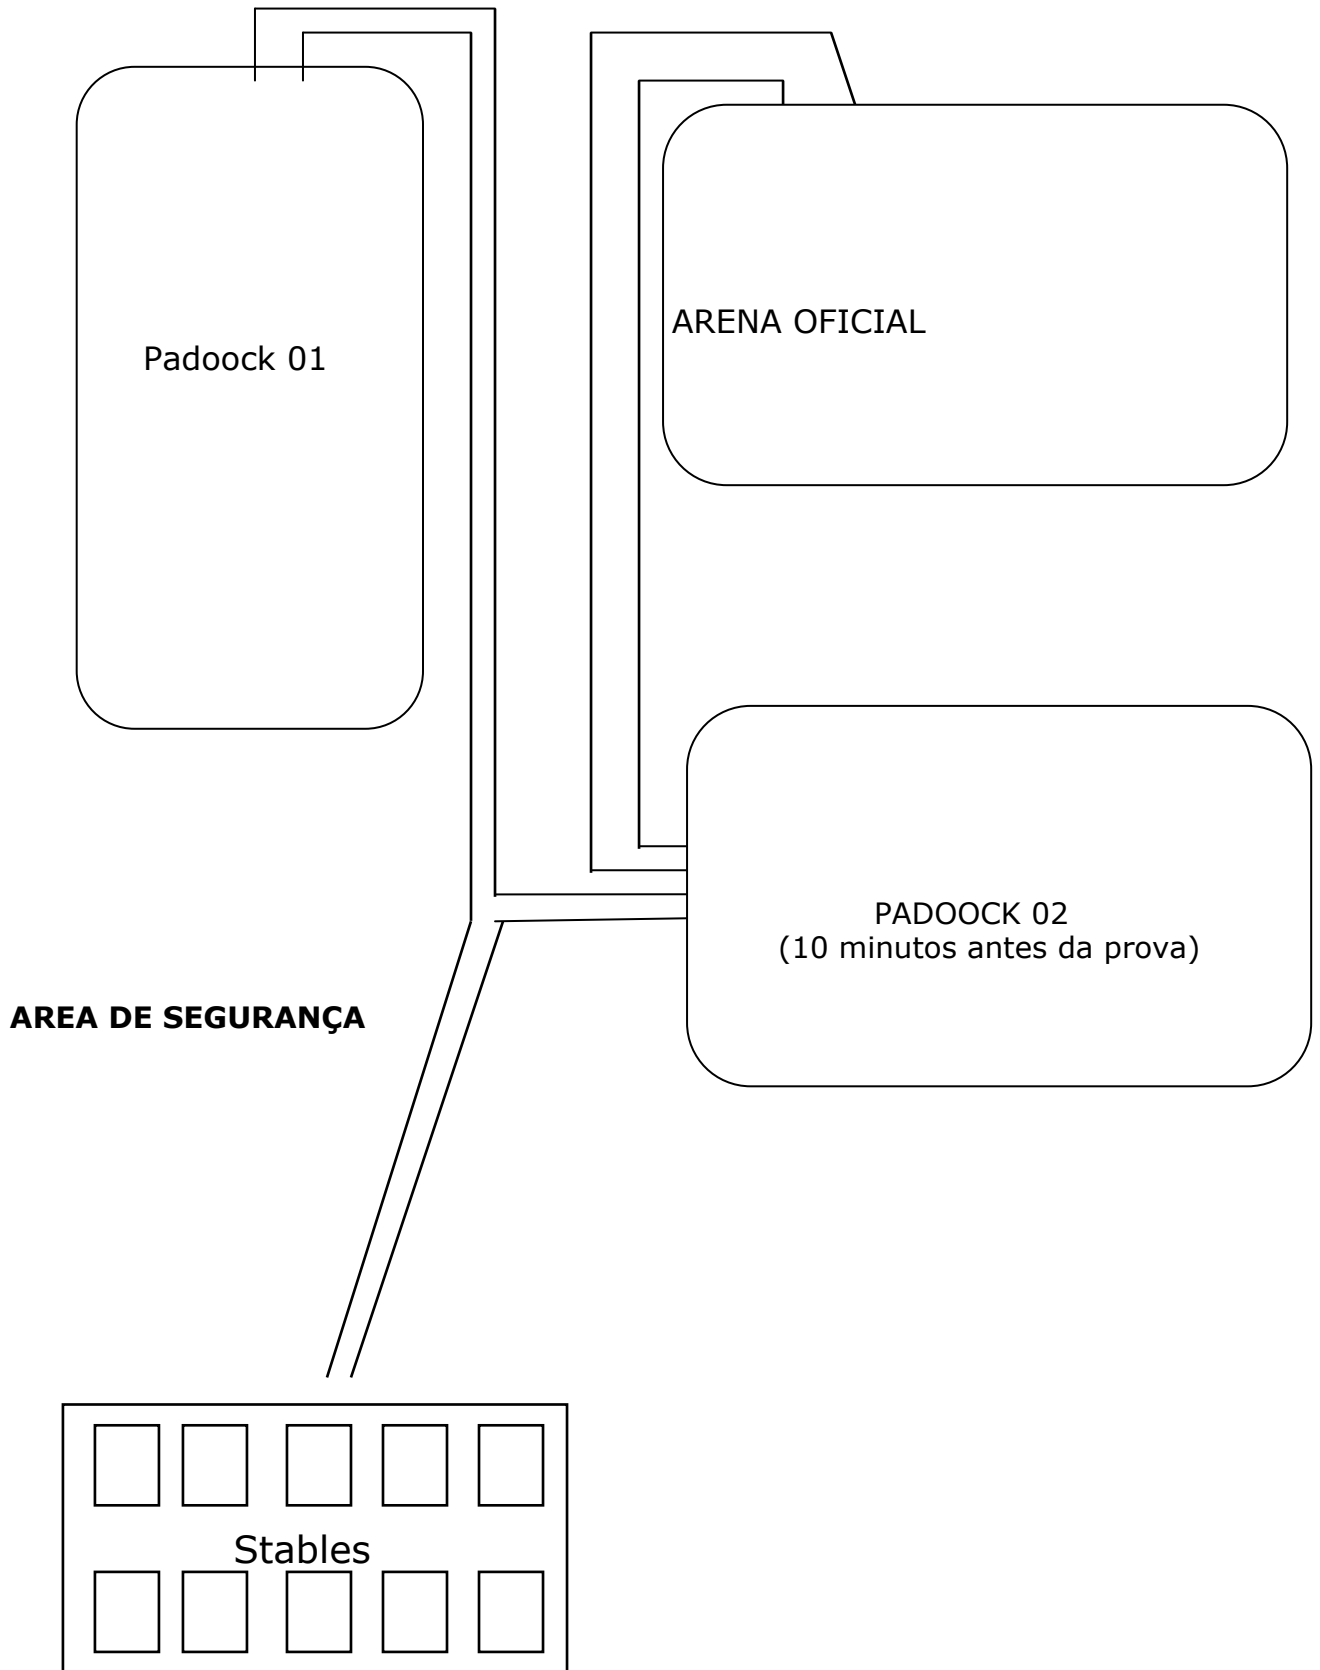 ARENA OFICIAL
Padoock 01
PADOOCK 02
(10 minutos antes da prova)
AREA DE SEGURANÇA
Stables